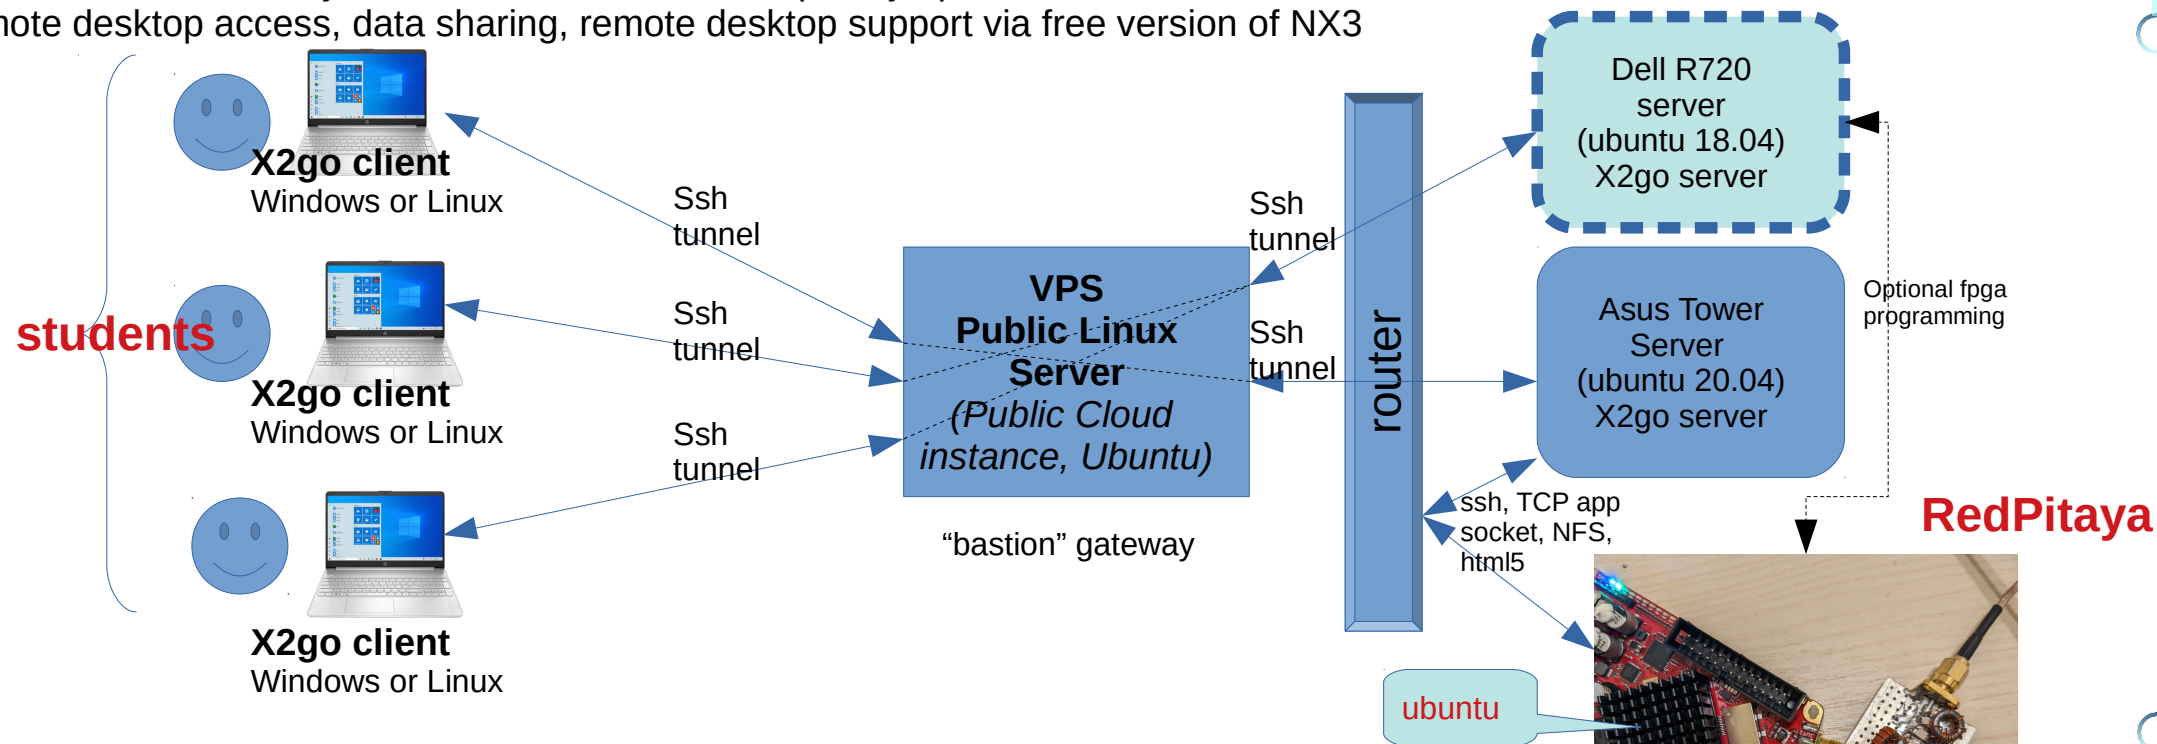 mote desktop access, data sharing, remote desktop support via free version of NX3
students
X2go client
Windows or Linux
X2go client
Windows or Linux
X2go client
Windows or Linux
Ssh
tunnel
Ssh
tunnel
Ssh
tunnel
VPS
Public Linux
Server
(Public Cloud
instance, Ubuntu)
“bastion” gateway
Ssh
tunnel
Ssh
tunnel
router
Dell R720
server
(ubuntu 18.04)
X2go server
Asus Tower
Server
(ubuntu 20.04)
X2go server
Optional fpga
programming
ssh, TCP app
socket, NFS,
html5
RedPitaya
ubuntu